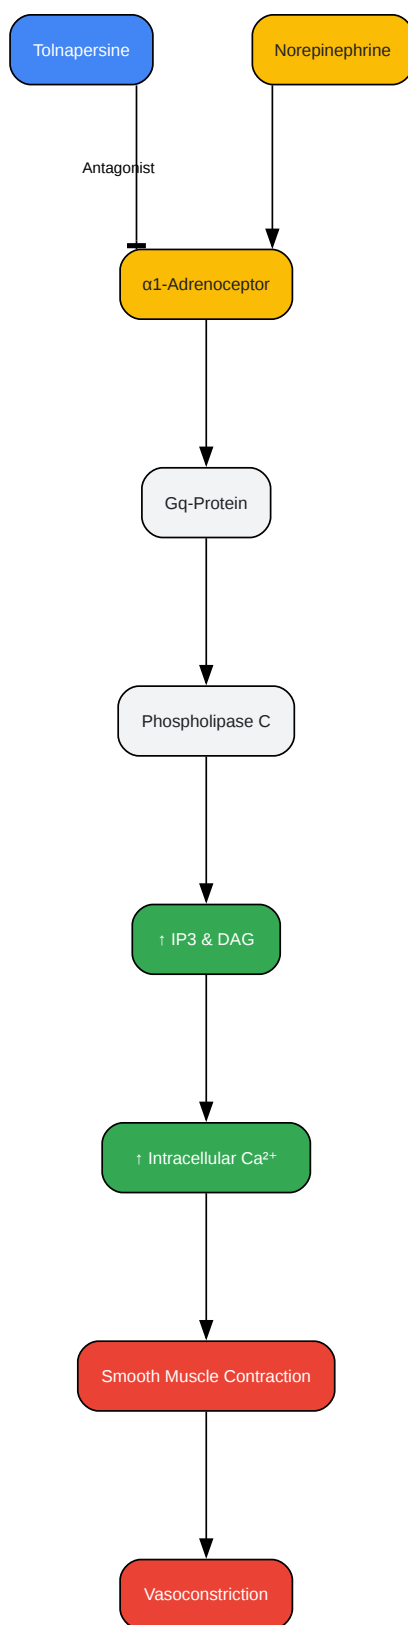 Tolnapersine
Norepinephrine
Antagonist
α1-Adrenoceptor
Gq-Protein
Phospholipase C
↑ IP3 & DAG
↑ Intracellular Ca²⁺
Smooth Muscle Contraction
Vasoconstriction